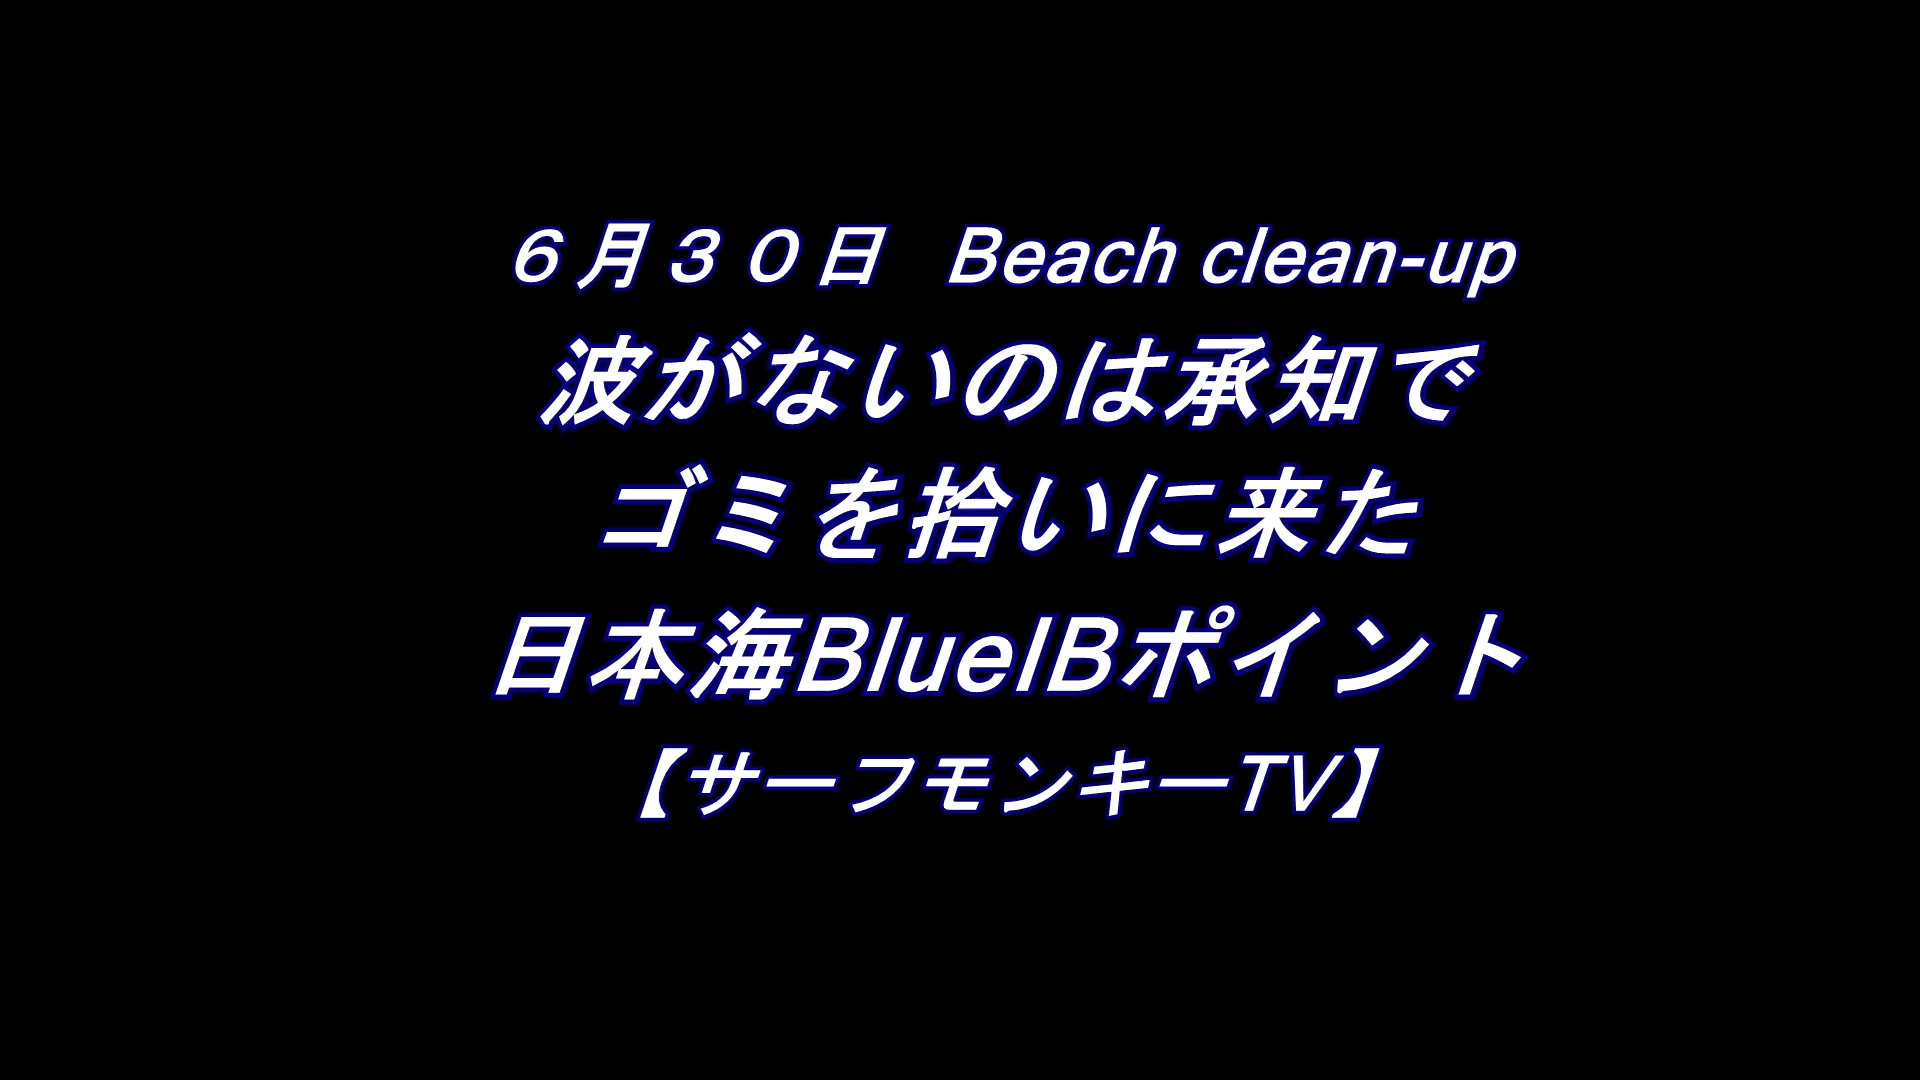 ６月３０日　Beach clean-up
波がないのは承知で
ゴミを拾いに来た
日本海BlueIBポイント
【サーフモンキーTV】